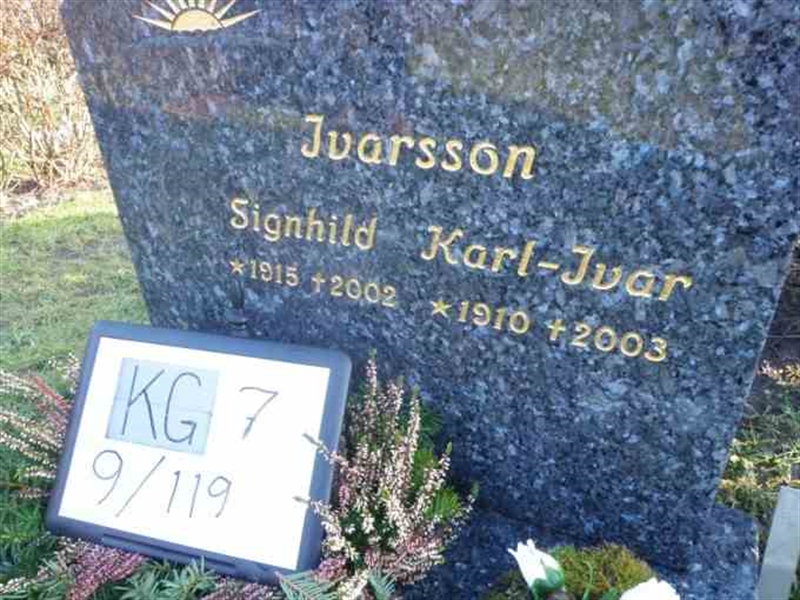 Ivarsson
Signhild Karl-Ivar
*1915 †2002 *1910 †2003
KG 7
9/119